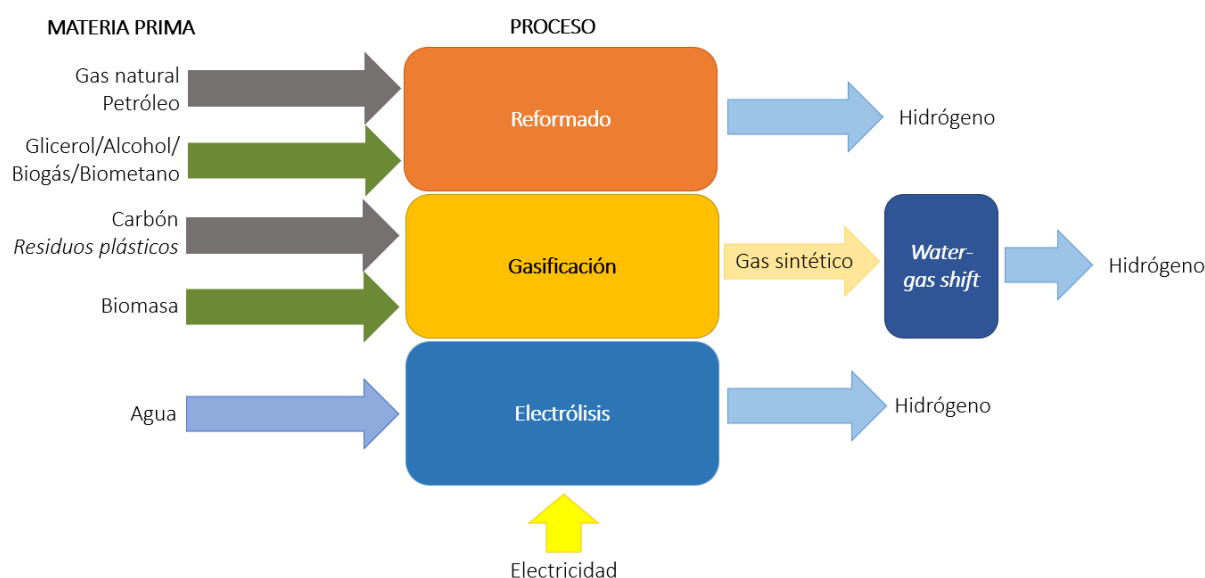 MATERIA PRIMA
PROCESO
Gas natural
Petróleo
Reformado
Hidrógeno
Glicerol/Alcohol/
Biogás/Biometano
Carbón
Residuos plásticos
Gasificación
Gas sintético
Water-
gas shift
Hidrógeno
Biomasa
Agua
Electrólisis
Hidrógeno
Electricidad